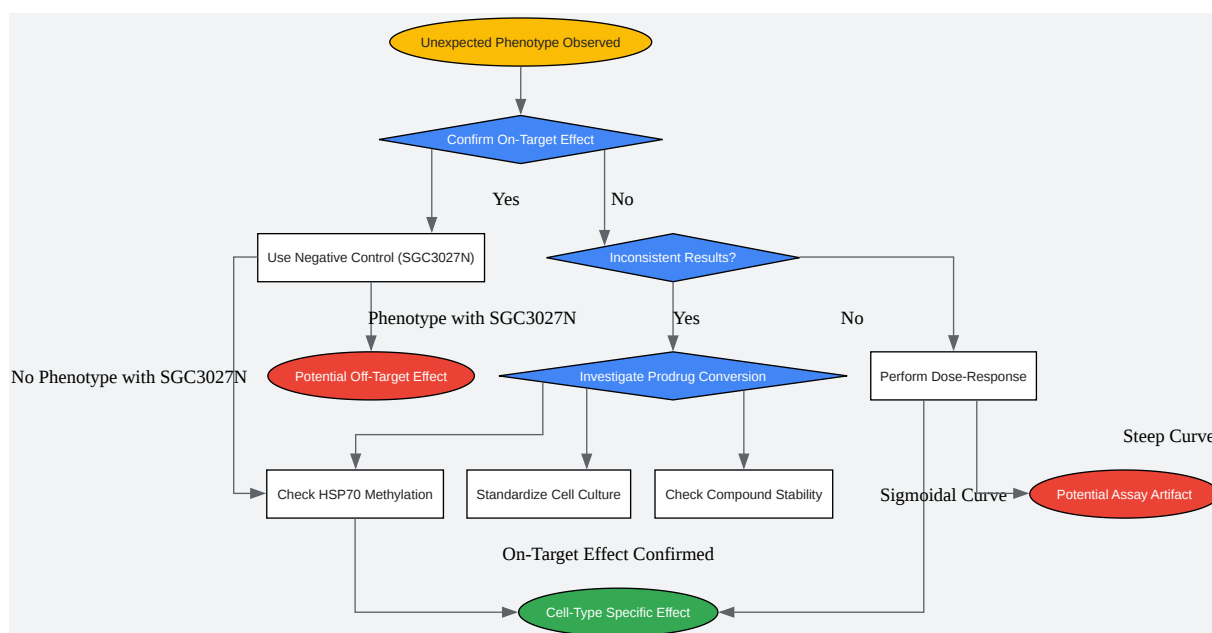 Unexpected Phenotype Observed
Confirm On-Target Effect
Yes
No
Use Negative Control (SGC3027N)
Inconsistent Results?
Phenotype with SGC3027N
Yes
No
No Phenotype with SGC3027N
Potential Off-Target Effect
Investigate Prodrug Conversion
Perform Dose-Response
Steep Curve
Check HSP70 Methylation
Standardize Cell Culture
Check Compound Stability
Sigmoidal Curve
Potential Assay Artifact
On-Target Effect Confirmed
Cell-Type Specific Effect